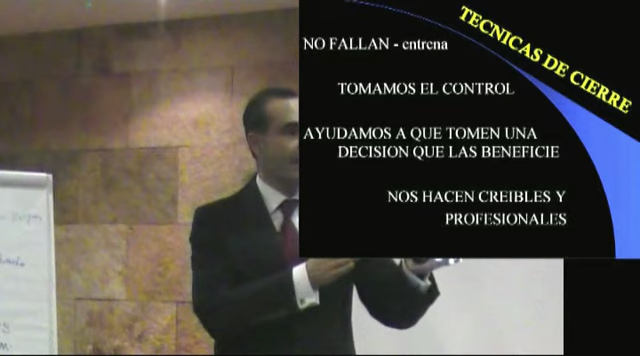 TECNICAS DE CIERRE
NO FALLAN - entrena
TOMAMOS EL CONTROL
AYUDAMOS A QUE TOMEN UNA
DECISION QUE LAS BENEFICIE
NOS HACEN CREIBLES Y
PROFESIONALES